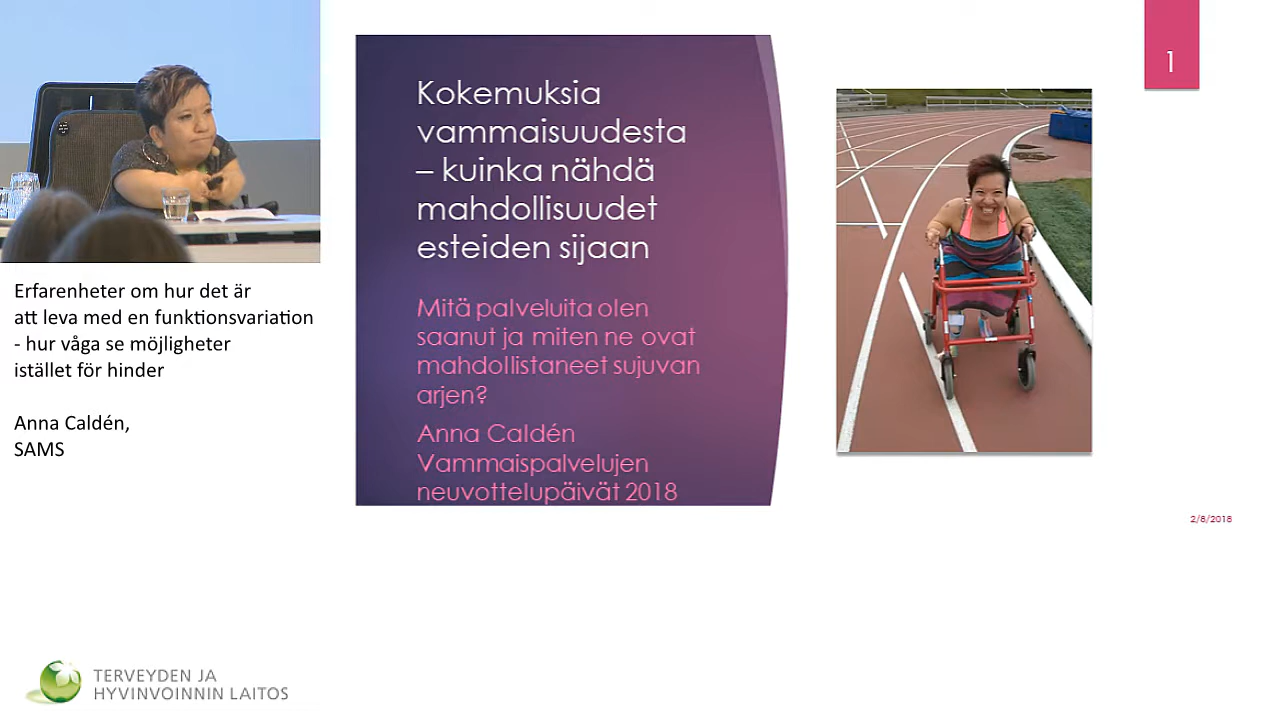 Erfarenheter om hur det är
att leva med en funktionsvariation
- hur våga se möjligheter
istället för hinder
Anna Caldén,
SAMS
Kokemuksia
vammaisuudesta
– kuinka nähdä
mahdollisuudet
esteiden sijaan
Mitä palveluita olen
saanut ja miten ne ovat
mahdollistaneet sujuvan
arjen?
Anna Caldén
Vammaispalvelujen
neuvottelupäivät 2018
1
2/8/2018
TERVEYDEN JA
HYVINVOINNIN LAITOS